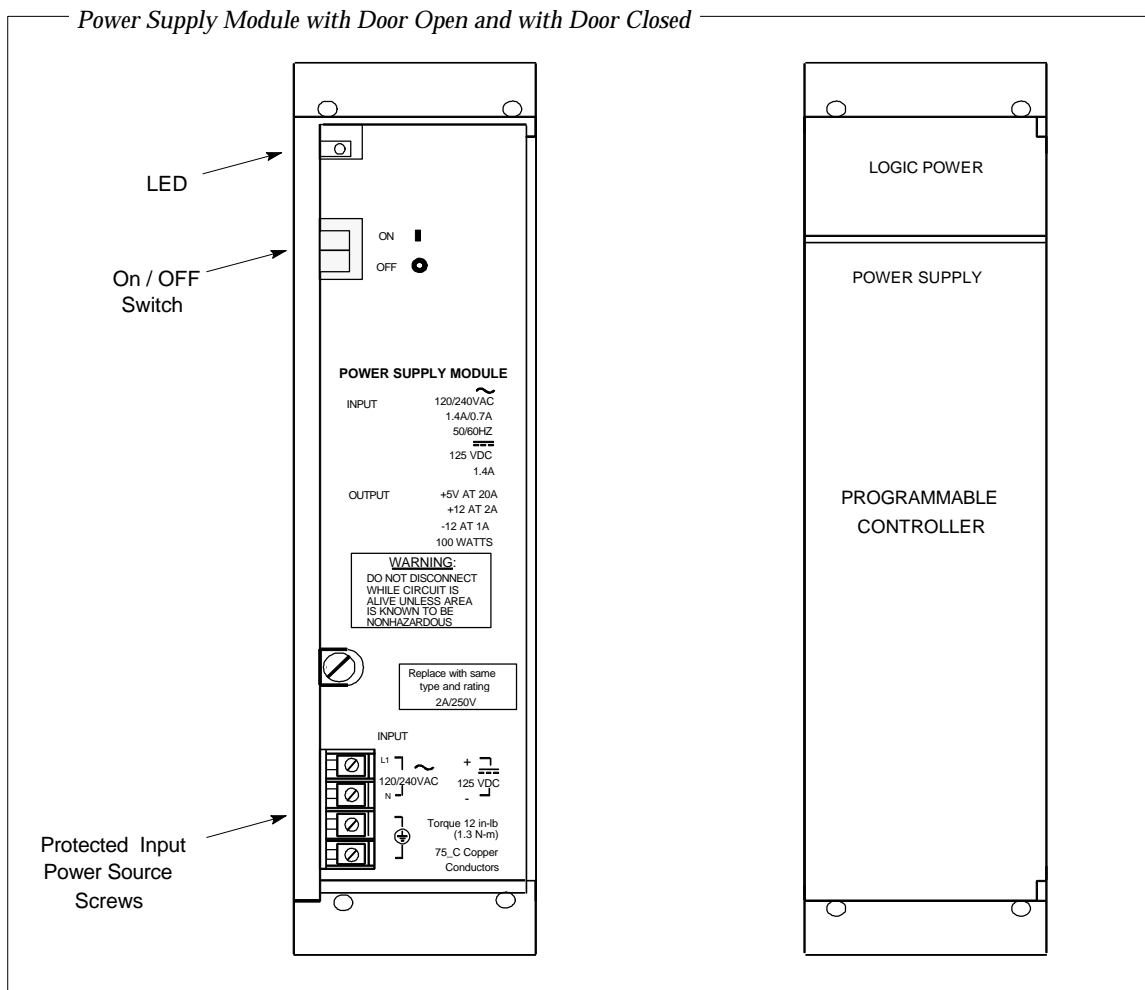 Power Supply Module with Door Open and with Door Closed
LED
On / OFF
Switch
ON
OFF
POWER SUPPLY MODULE
INPUT
120/240VAC
1.4A/0.7A
50/60HZ
125 VDC
1.4A
OUTPUT
+5V AT 20A
+12 AT 2A
-12 AT 1A
100 WATTS
WARNING:
DO NOT DISCONNECT
WHILE CIRCUIT IS
ALIVE UNLESS AREA
IS KNOWN TO BE
NONHAZARDOUS
Replace with same
type and rating
2A/250V
INPUT
L1
120/240VAC
N
+
125 VDC
-
Torque 12 in-lb
(1.3 N-m)
75_C Copper
Conductors
Protected Input
Power Source
Screws
LOGIC POWER
POWER SUPPLY
PROGRAMMABLE
CONTROLLER